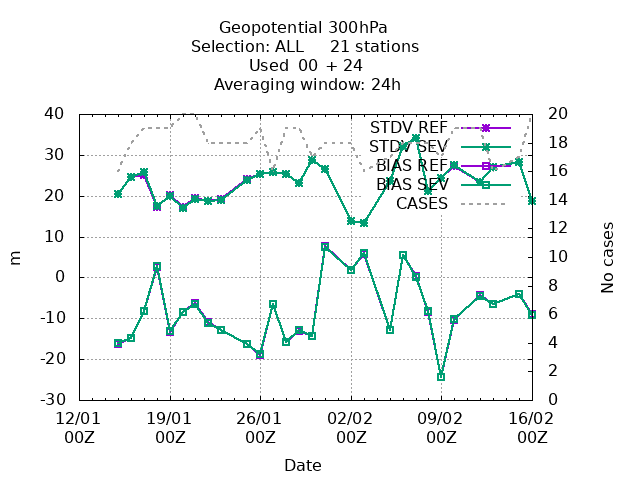 Geopotential 300hPa
Selection: ALL 21 stations
Used 00 + 24
Averaging window: 24h
STDV REF
STDV SEV
BIAS REF
BIAS SEV
CASES
40
30
20
10
0
-10
-20
-30
m
20
18
16
14
12
10
8
6
4
2
0
No cases
12/01 19/01 26/01 02/02 09/02 16/02
00Z 00Z 00Z 00Z 00Z 00Z
Date